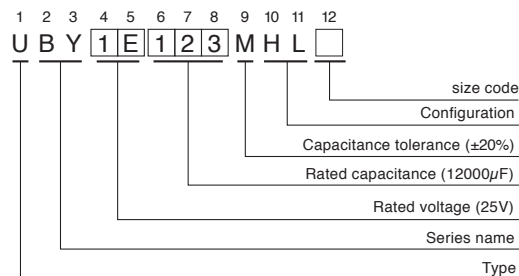 1 2 3 4 5 6 7 8 9 10 11 12
U B Y 1 E 1 2 3 M H L
size code
Configuration
Capacitance tolerance (±20%)
Rated capacitance (12000µF)
Rated voltage (25V)
Series name
Type